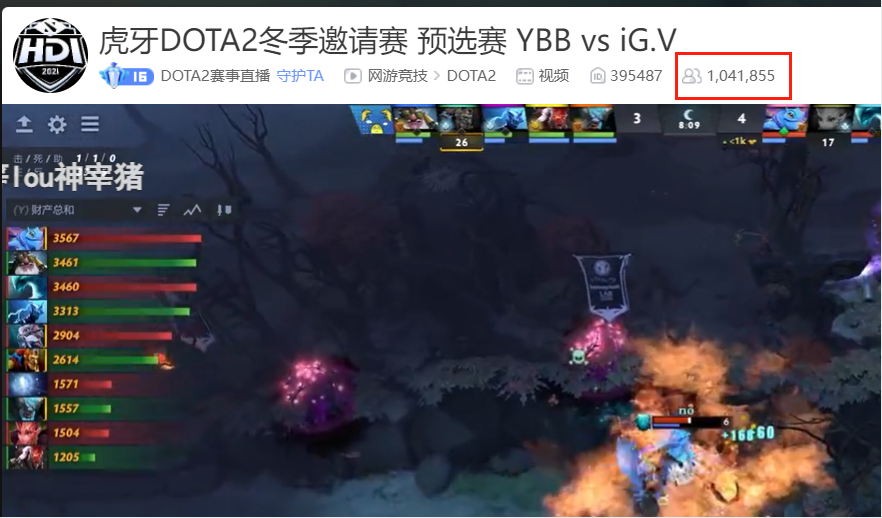 HDI
2021
虎牙DOTA2冬季邀请赛 预选赛 YBB vs iG.V
16 DOTA2赛事直播 守护TA 网游竞技 > DOTA2 视频 ID 395487 1,041,855
26 3 8:09 4 <1k 17
击/死/助 1/1/0
lou神宰猪
(Y) 财产总和
3567
3461
3460
3313
2904
2614
1571
1557
1504
1205
no
6